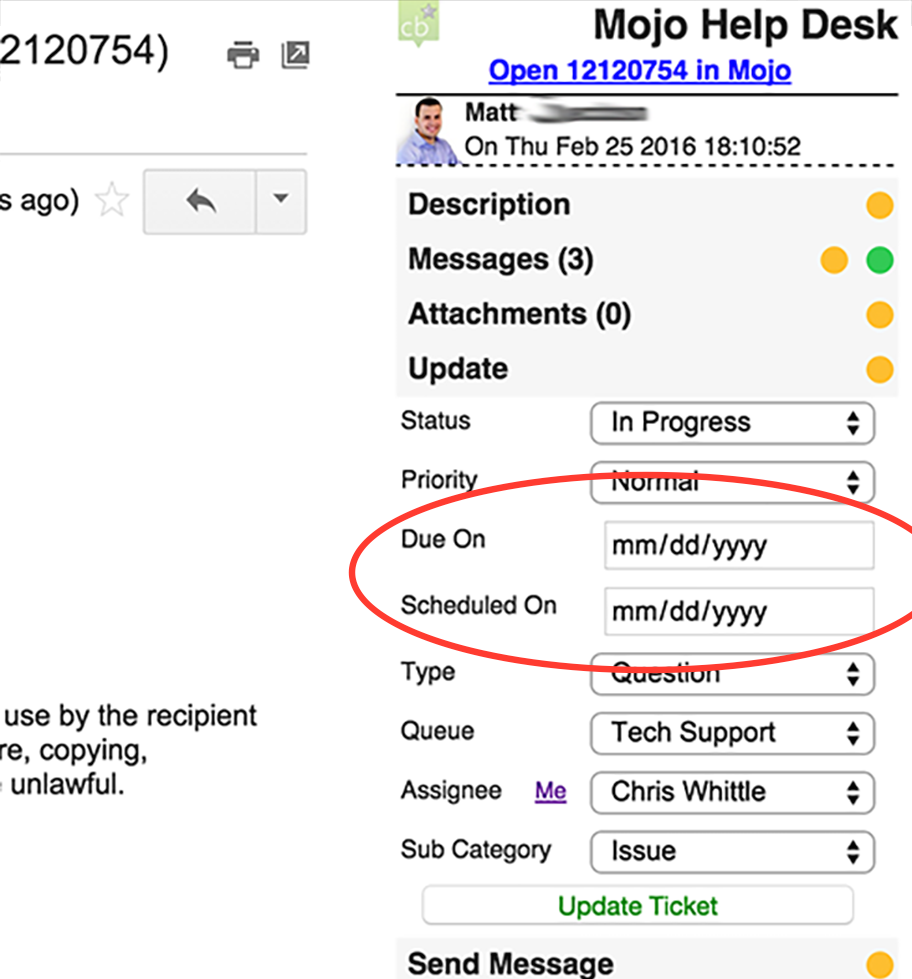 2120754)
s ago)
use by the recipient
re, copying,
unlawful.
cb
Mojo Help Desk
Open 12120754 in Mojo
Matt
On Thu Feb 25 2016 18:10:52
Description
Messages (3)
Attachments (0)
Update
Status In Progress
Priority Normal
Due On mm/dd/yyyy
Scheduled On mm/dd/yyyy
Type Question
Queue Tech Support
Assignee Me Chris Whittle
Sub Category Issue
Update Ticket
Send Message